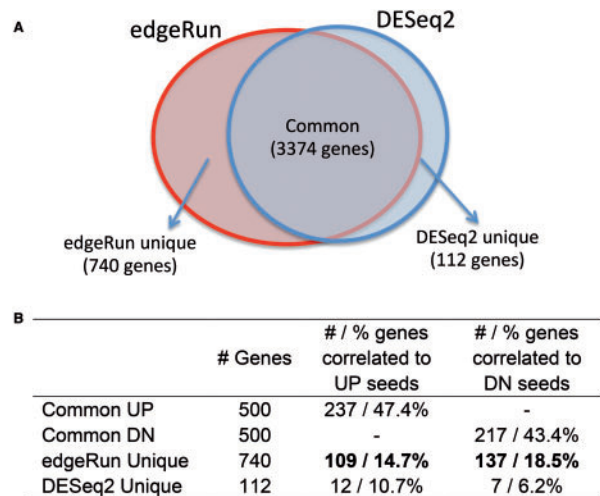 A
edgeRun
DESeq2
Common
(3374 genes)
edgeRun unique
(740 genes)
DESeq2 unique
(112 genes)
B
# Genes
# / % genes
correlated to
UP seeds
# / % genes
correlated to
DN seeds
Common UP 500 237 / 47.4% -
Common DN 500 - 217 / 43.4%
edgeRun Unique 740 109 / 14.7% 137 / 18.5%
DESeq2 Unique 112 12 / 10.7% 7 / 6.2%